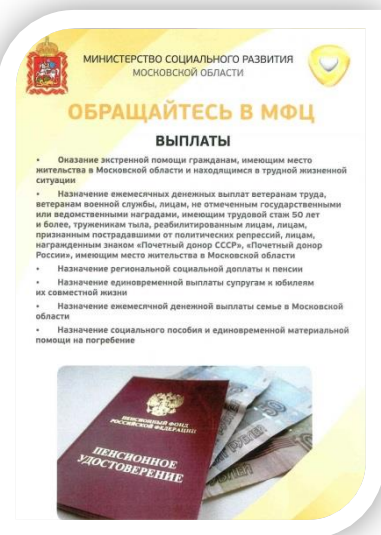 МИНИСТЕРСТВО СОЦИАЛЬНОГО РАЗВИТИЯ
МОСКОВСКОЙ ОБЛАСТИ
ОБРАЩАЙТЕСЬ В МФЦ
ВЫПЛАТЫ
• Оказание экстренной помощи гражданам, имеющим место
жительства в Московской области и находящимся в трудной жизненной
ситуации
• Назначение ежемесячных денежных выплат ветеранам труда,
ветеранам военной службы, лицам, не отмеченным государственными
или ведомственными наградами, имеющим трудовой стаж 50 лет
и более, труженикам тыла, реабилитированным лицам, лицам,
признанным пострадавшими от политических репрессий, лицам,
награжденным знаком «Почетный донор СССР», «Почетный донор
России», имеющим место жительства в Московской области
• Назначение региональной социальной доплаты к пенсии
• Назначение единовременной выплаты супругам к юбилеям
их совместной жизни
• Назначение ежемесячной денежной выплаты семье в Московской
области
• Назначение социального пособия и единовременной материальной
помощи на погребение
ПЕНСИОННЫЙ ФОНД
РОССИЙСКОЙ ФЕДЕРАЦИИ
ПЕНСИОННОЕ
УДОСТОВЕРЕНИЕ